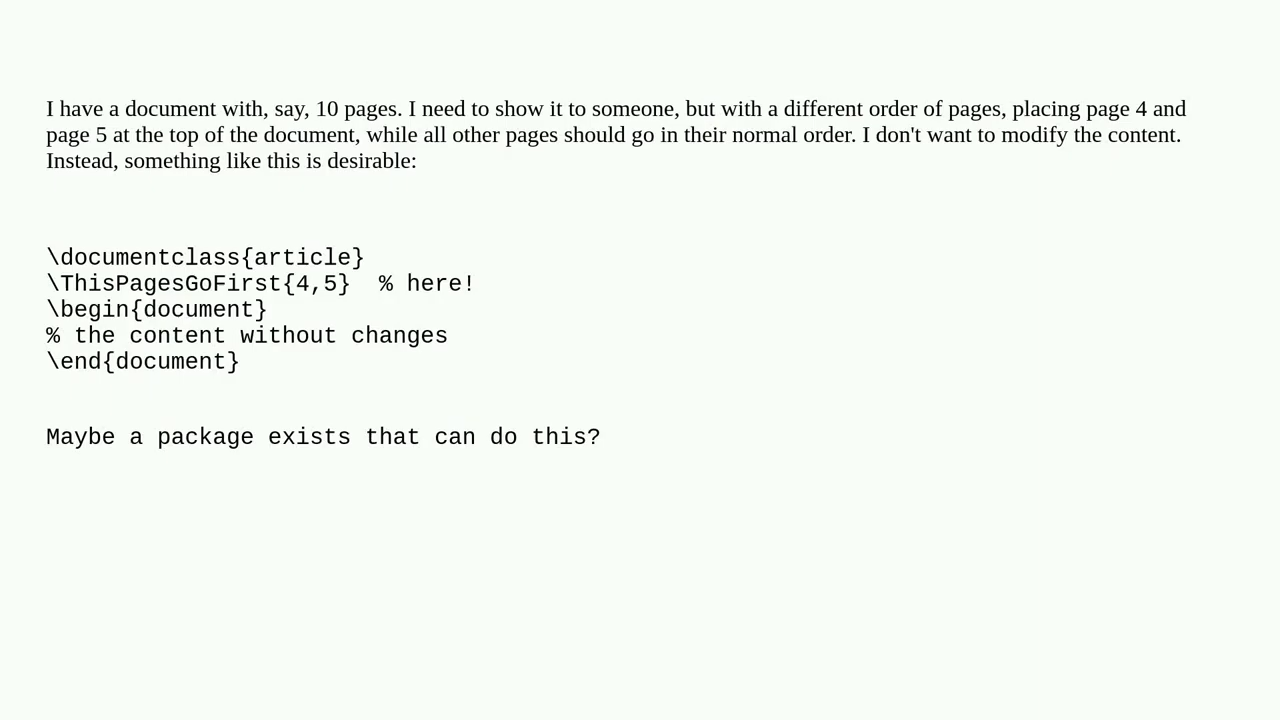 I have a document with, say, 10 pages. I need to show it to someone, but with a different order of pages, placing page 4 and
page 5 at the top of the document, while all other pages should go in their normal order. I don't want to modify the content.
Instead, something like this is desirable:
\documentclass{article}
\ThisPagesGoFirst{4,5}  % here!
\begin{document}
% the content without changes
\end{document}
Maybe a package exists that can do this?